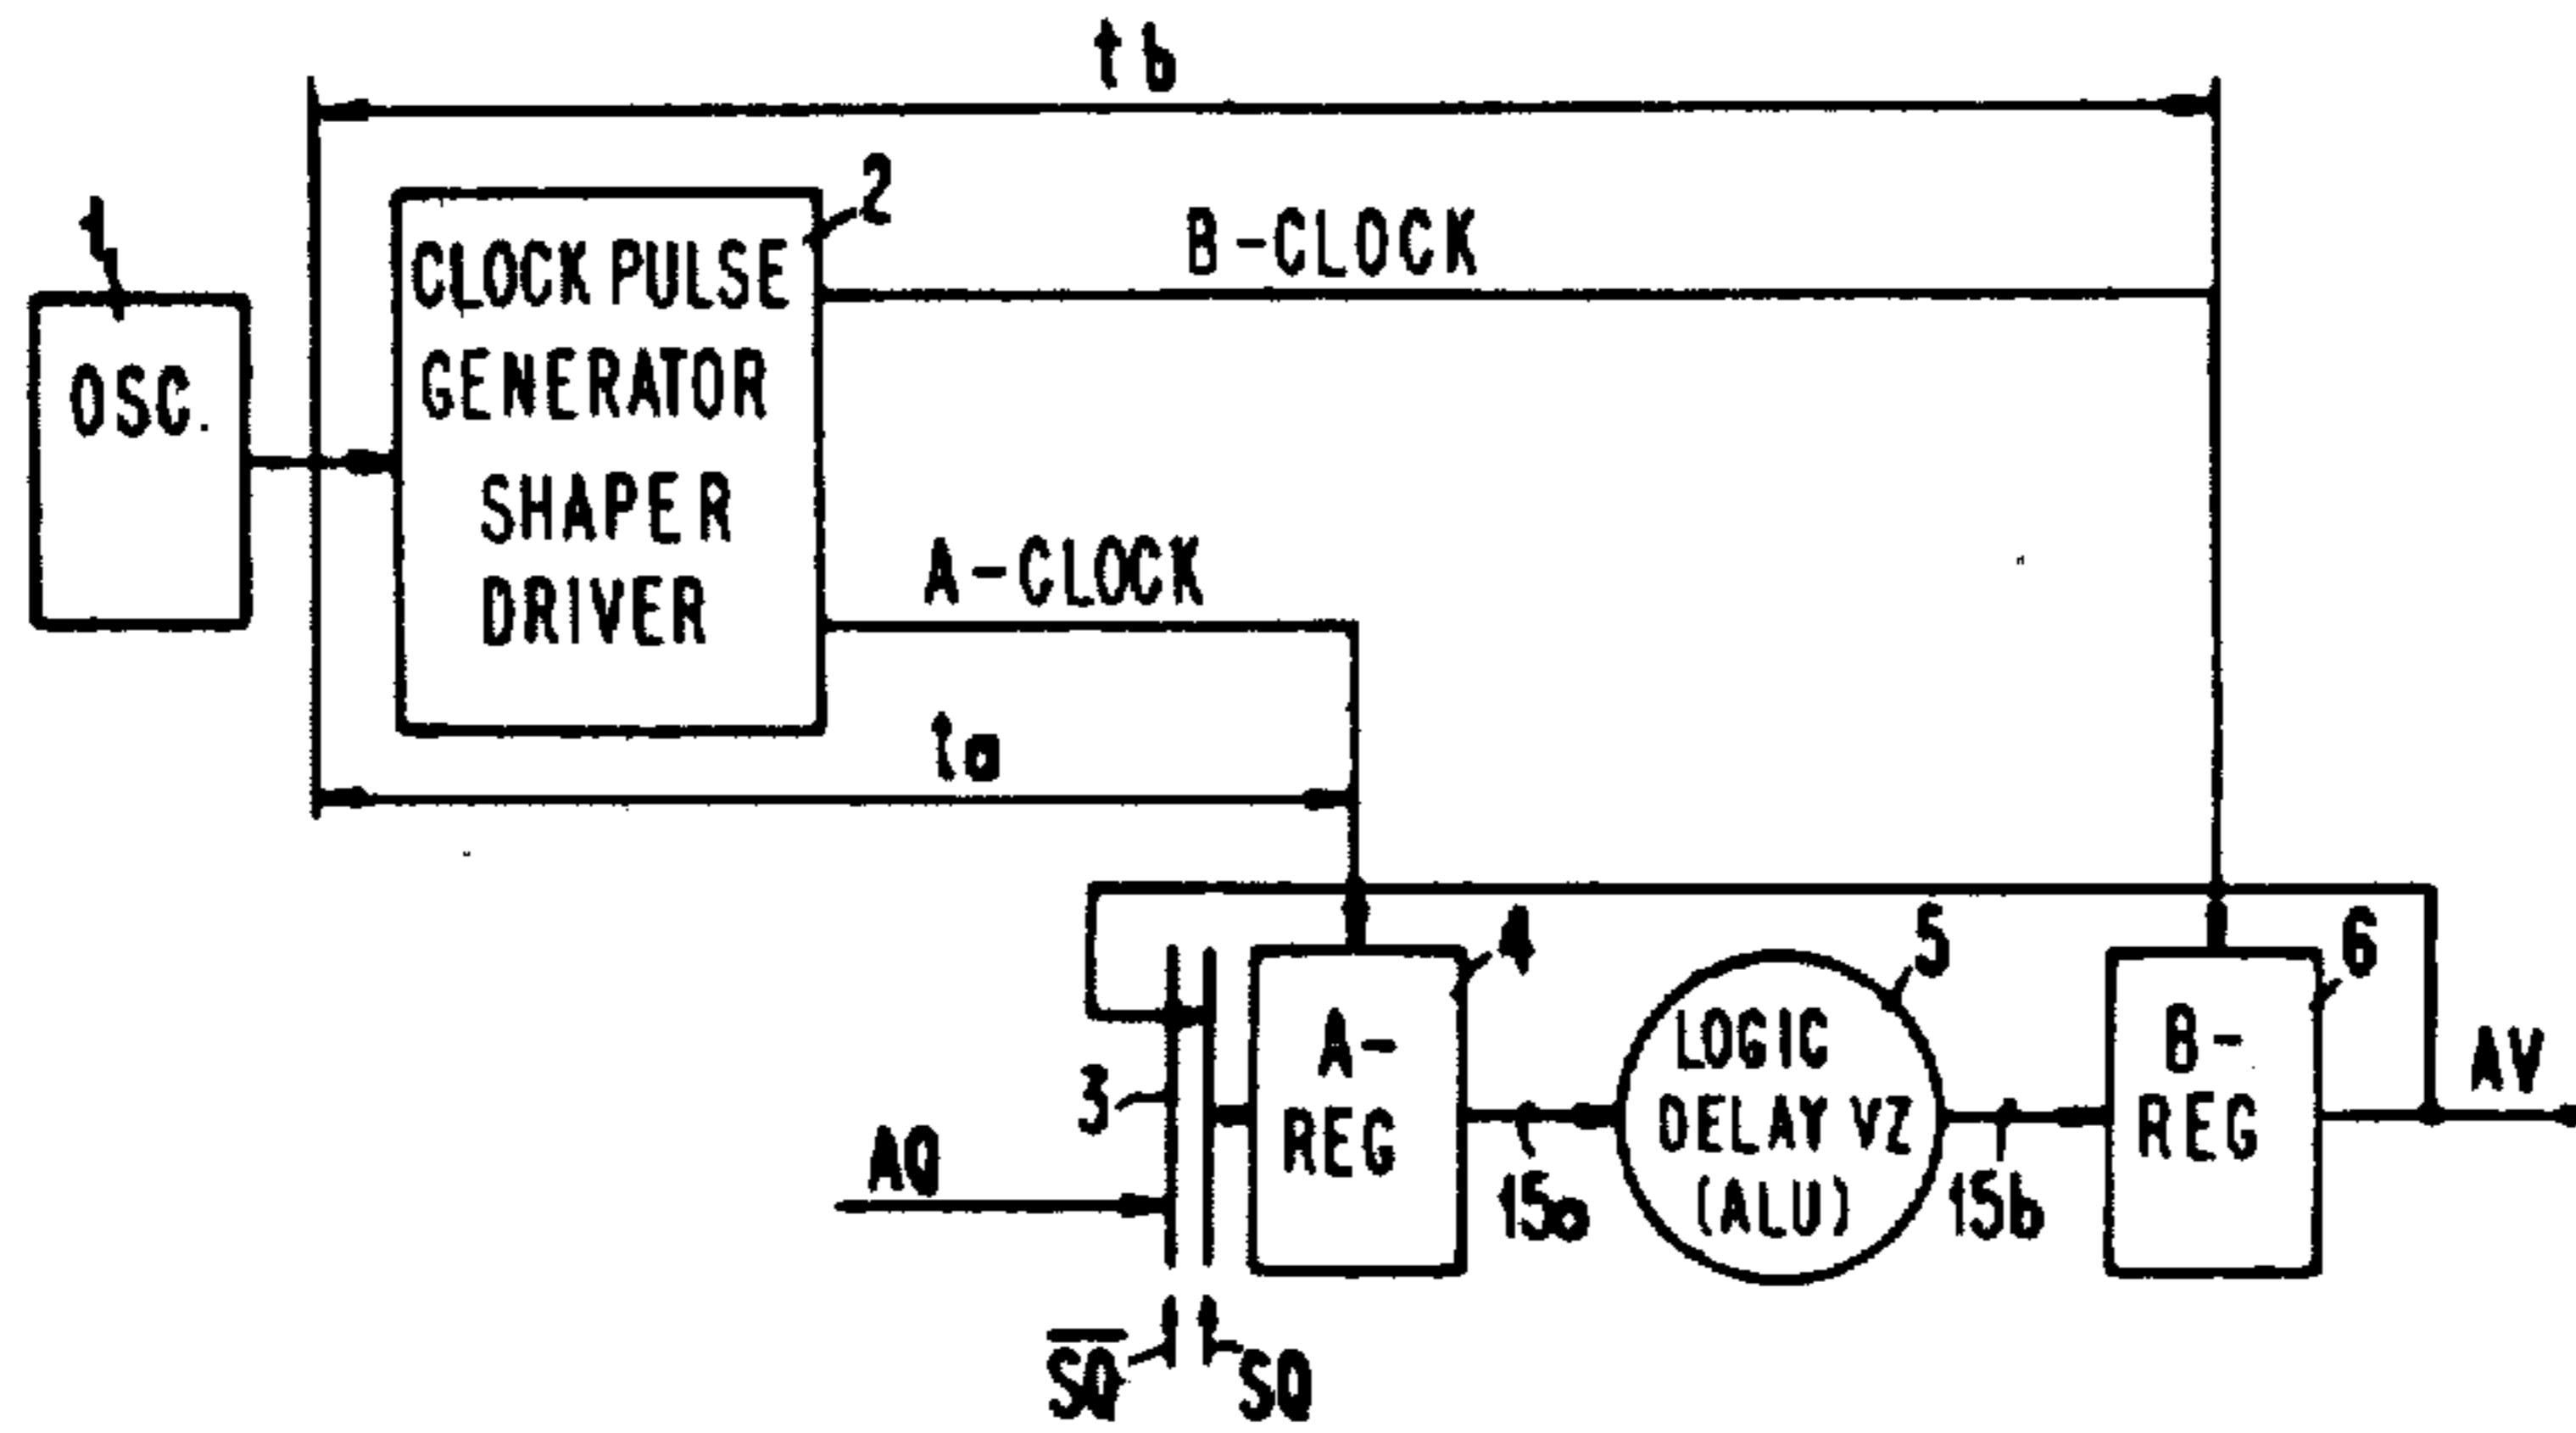 tb
1
OSC.
2
CLOCK PULSE
GENERATOR
SHAPER
DRIVER
B-CLOCK
A-CLOCK
ta
3
AQ
SQ
SQ
4
A-
REG
15a
5
LOGIC
DELAY VZ
(ALU)
15b
6
B-
REG
AV